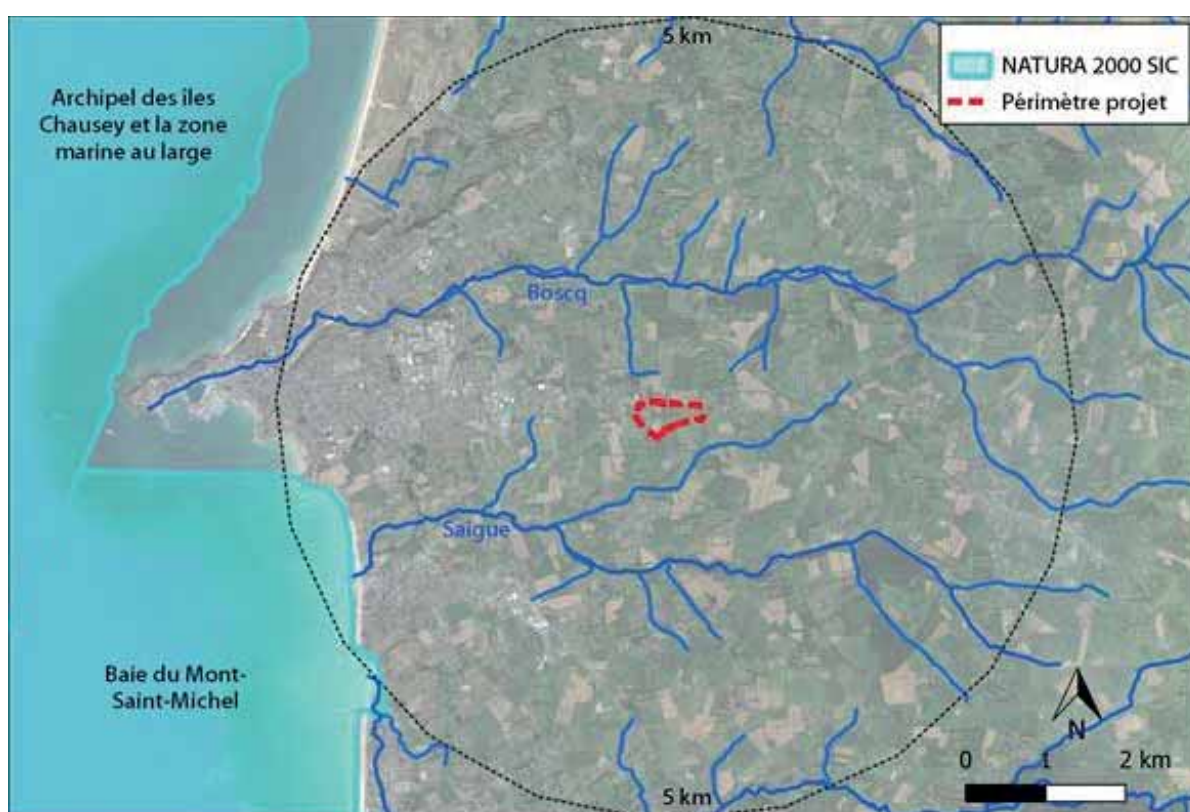 5 km
NATURA 2000 SIC
Périmètre projet
Archipel des îles
Chausey et la zone
marine au large
Boscq
Saigue
Baie du Mont-
Saint-Michel
N
0 1 2 km
5 km